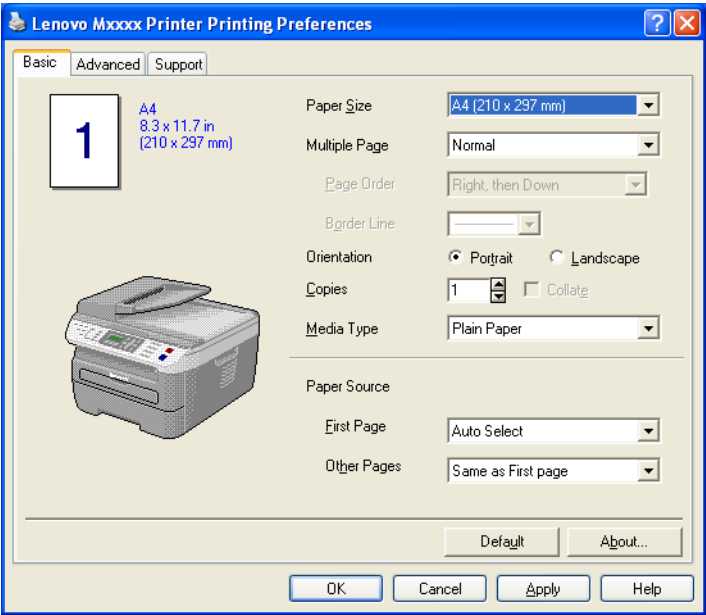 Lenovo Mxxxx Printer Printing Preferences
Basic Advanced Support
1
A4
8.3 x 11.7 in
(210 x 297 mm)
Paper Size A4 (210 x 297 mm)
Multiple Page Normal
Page Order Right, then Down
Border Line
Orientation Portrait Landscape
Copies 1 Collate
Media Type Plain Paper
Paper Source
First Page Auto Select
Other Pages Same as First page
Default About...
OK Cancel Apply Help